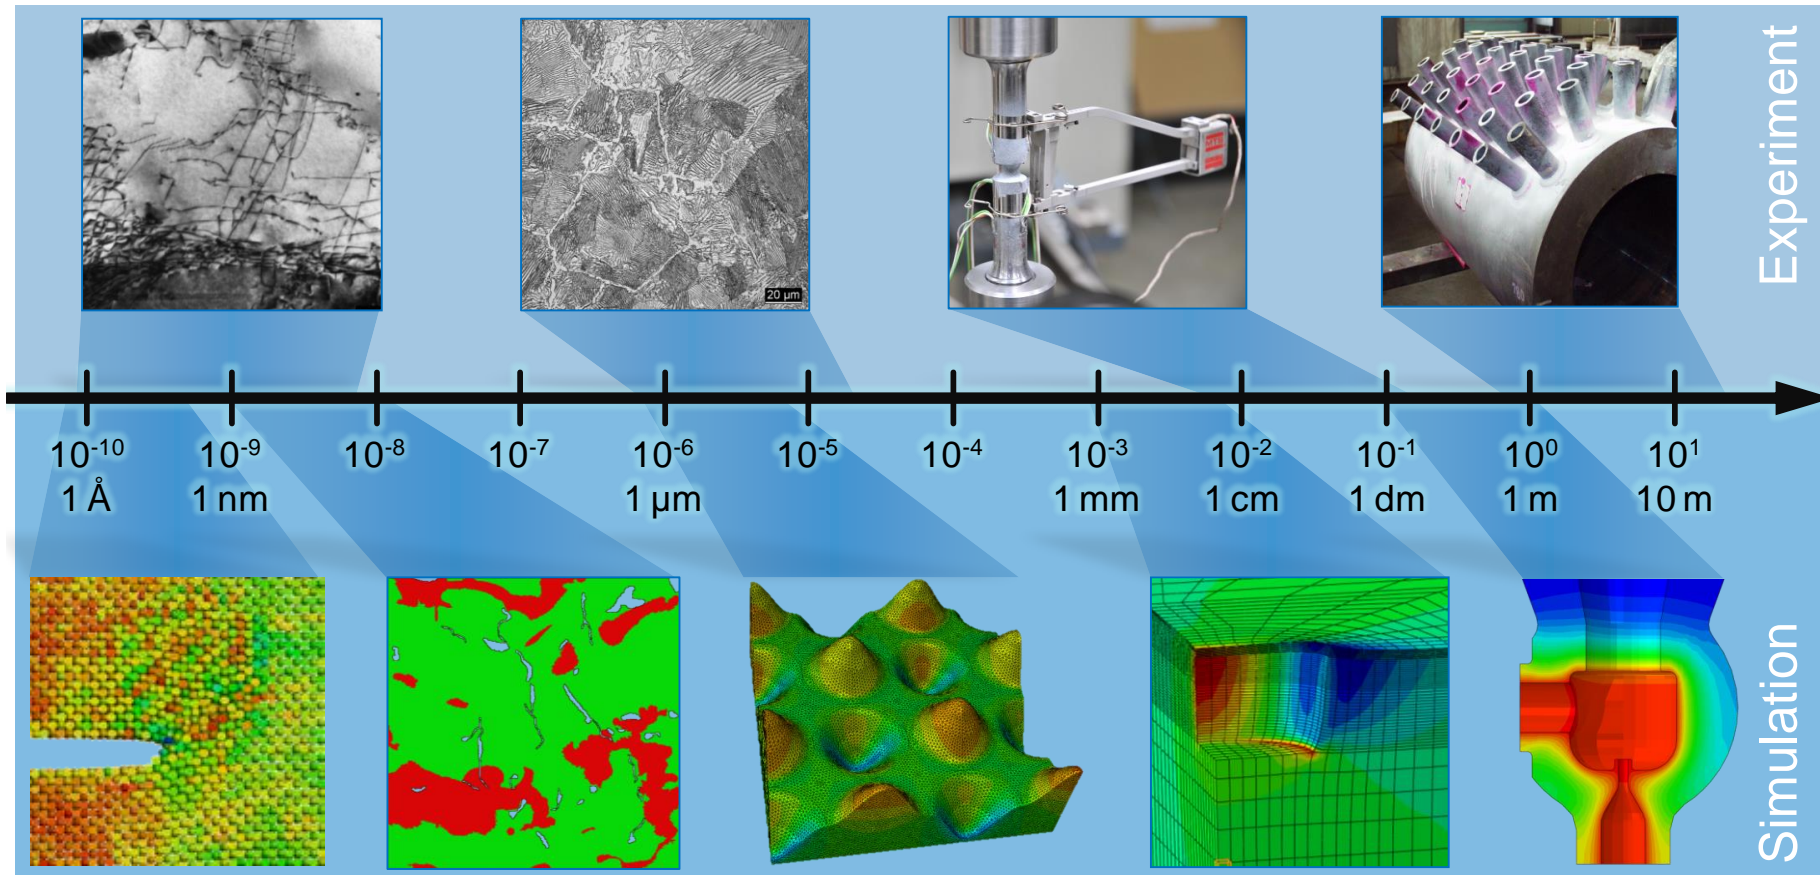 Experiment
20 µm
MTS
10⁻¹⁰ 10⁻⁹ 10⁻⁸ 10⁻⁷ 10⁻⁶ 10⁻⁵ 10⁻⁴ 10⁻³ 10⁻² 10⁻¹ 10⁰ 10¹
1 Å 1 nm 1 µm 1 mm 1 cm 1 dm 1 m 10 m
Simulation